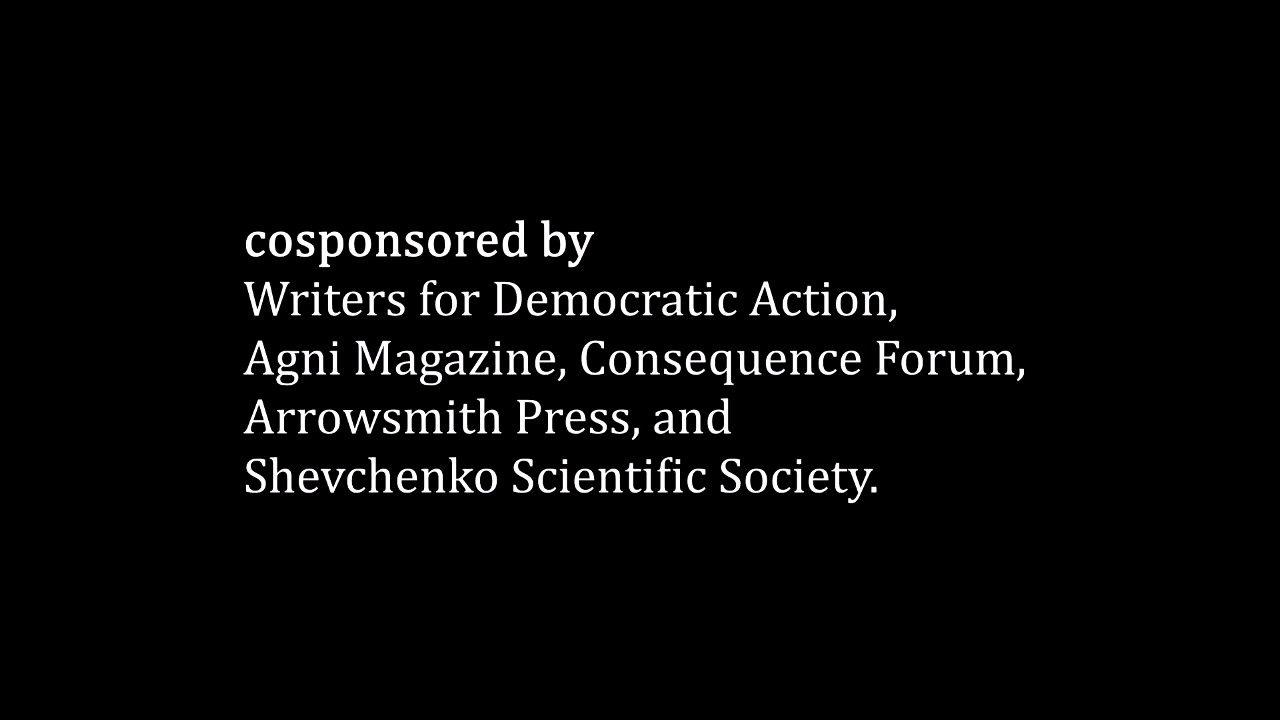 cosponsored by
Writers for Democratic Action,
Agni Magazine, Consequence Forum,
Arrowsmith Press, and
Shevchenko Scientific Society.